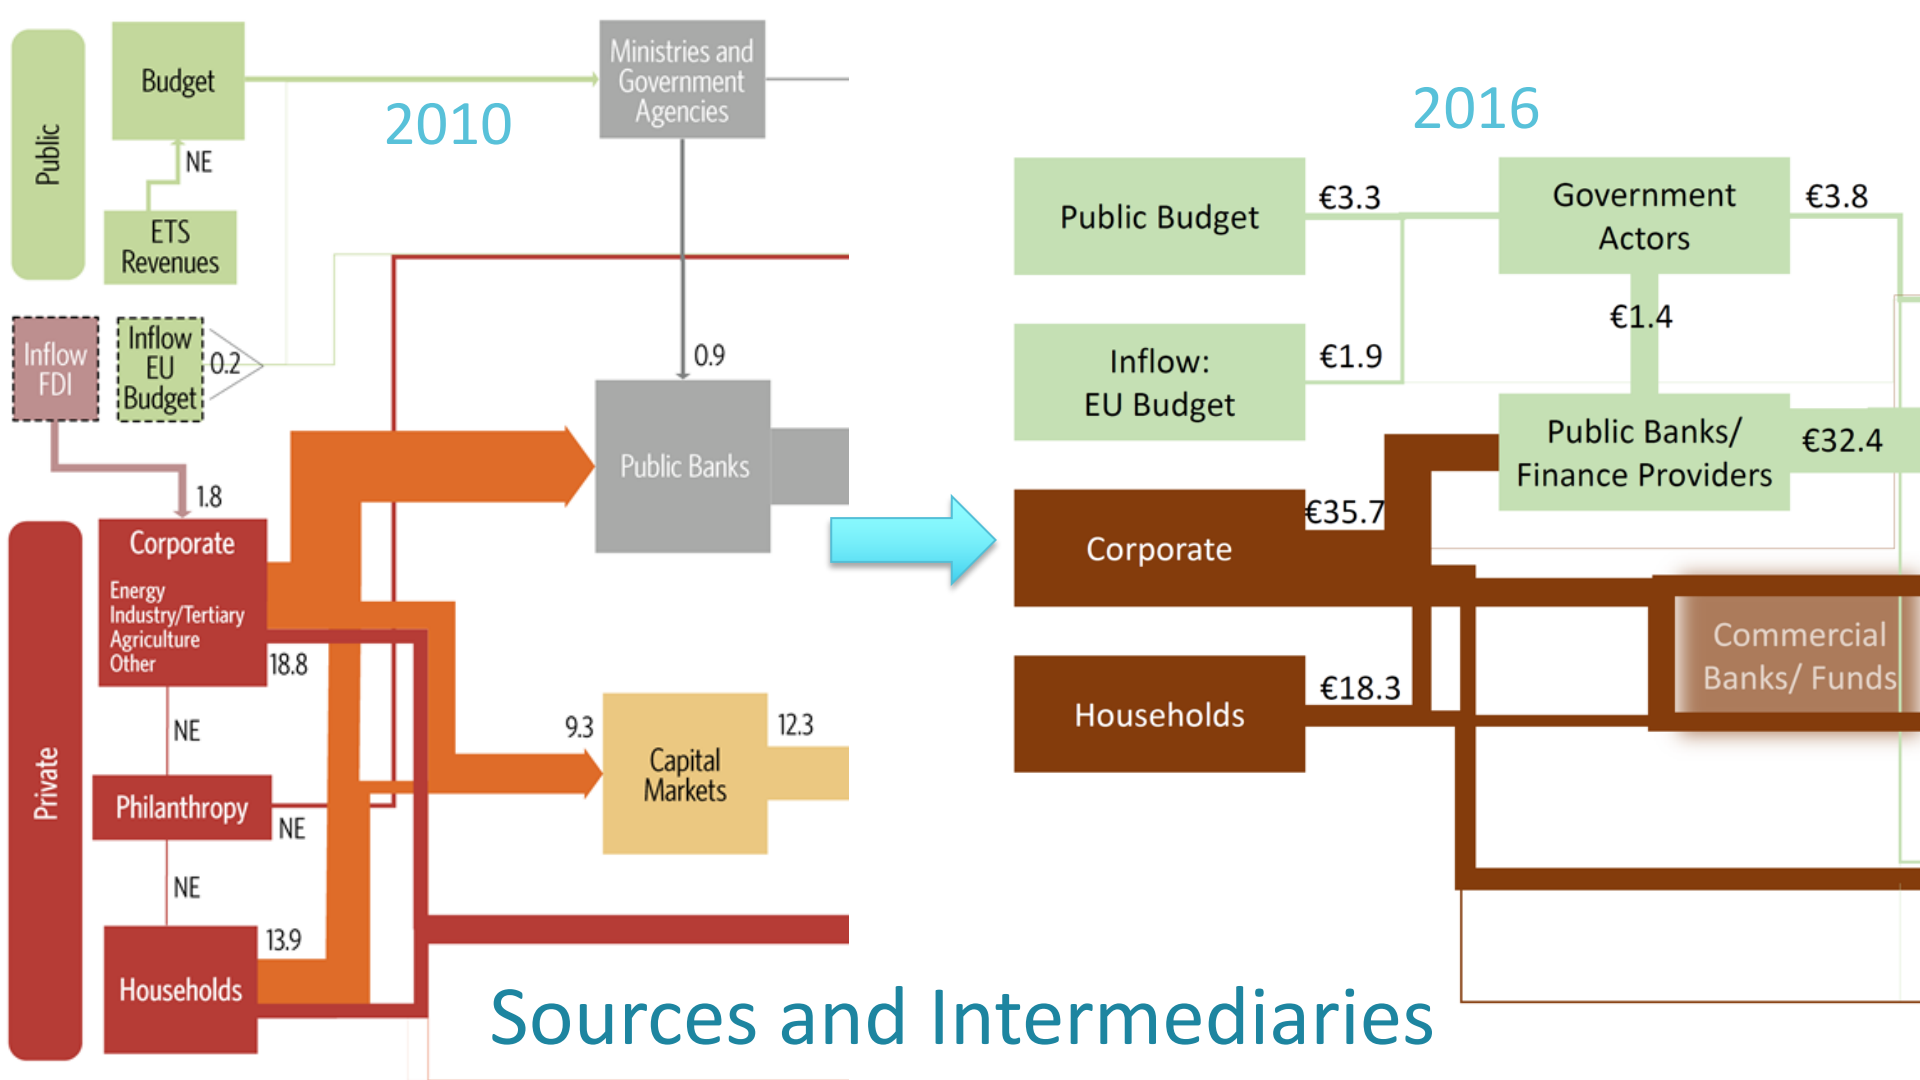 Public
Budget
NE
ETS
Revenues
2010
Ministries and
Government
Agencies
Inflow
FDI
Inflow
EU
Budget
0.2
0.9
Public Banks
1.8
Private
Corporate
Energy
Industry/Tertiary
Agriculture
Other
18.8
NE
Philanthropy
NE
NE
13.9
Households
9.3
Capital
Markets
12.3
2016
Public Budget
€3.3
Government
Actors
€3.8
€1.4
Inflow:
EU Budget
€1.9
Public Banks/
Finance Providers
€32.4
Corporate
€35.7
Commercial
Banks/ Funds
Households
€18.3
Sources and Intermediaries